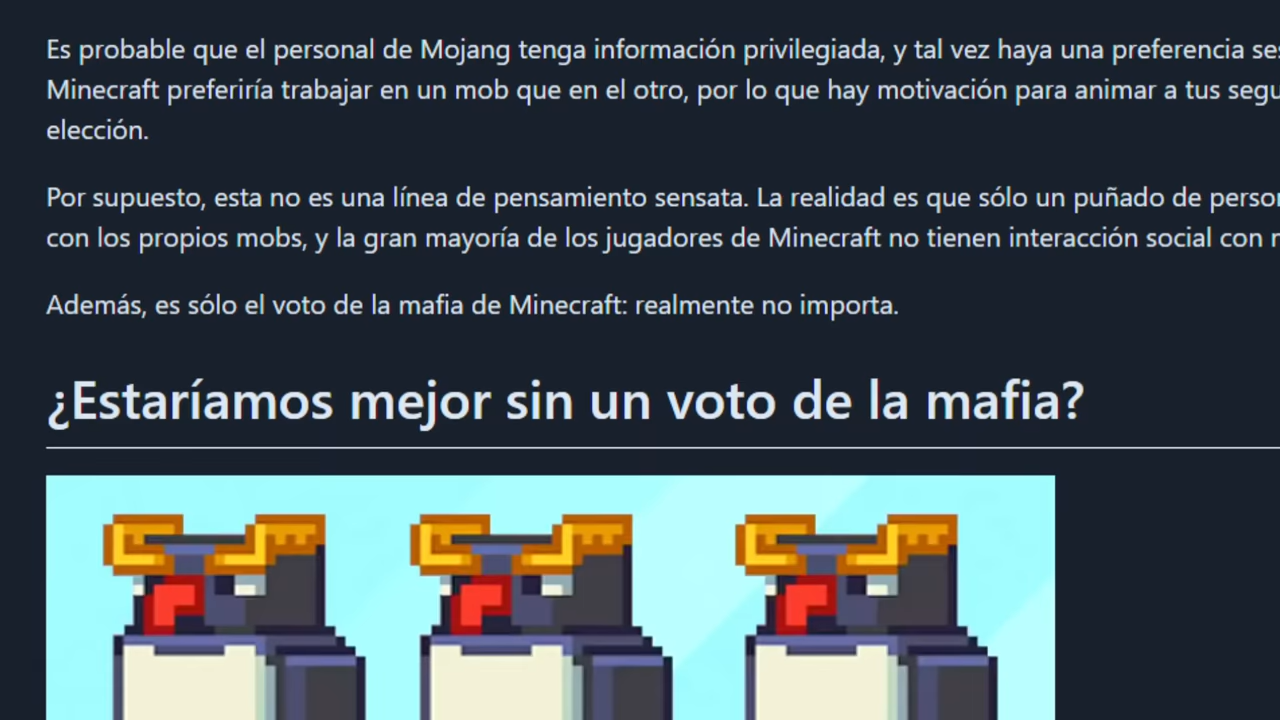 Es probable que el personal de Mojang tenga información privilegiada, y tal vez haya una preferencia
Minecraft preferiría trabajar en un mob que en el otro, por lo que hay motivación para animar a tus
elección.
Por supuesto, esta no es una línea de pensamiento sensata. La realidad es que sólo un puñado de
con los propios mobs, y la gran mayoría de los jugadores de Minecraft no tienen interacción social con
Además, es sólo el voto de la mafia de Minecraft: realmente no importa.
¿Estaríamos mejor sin un voto de la mafia?